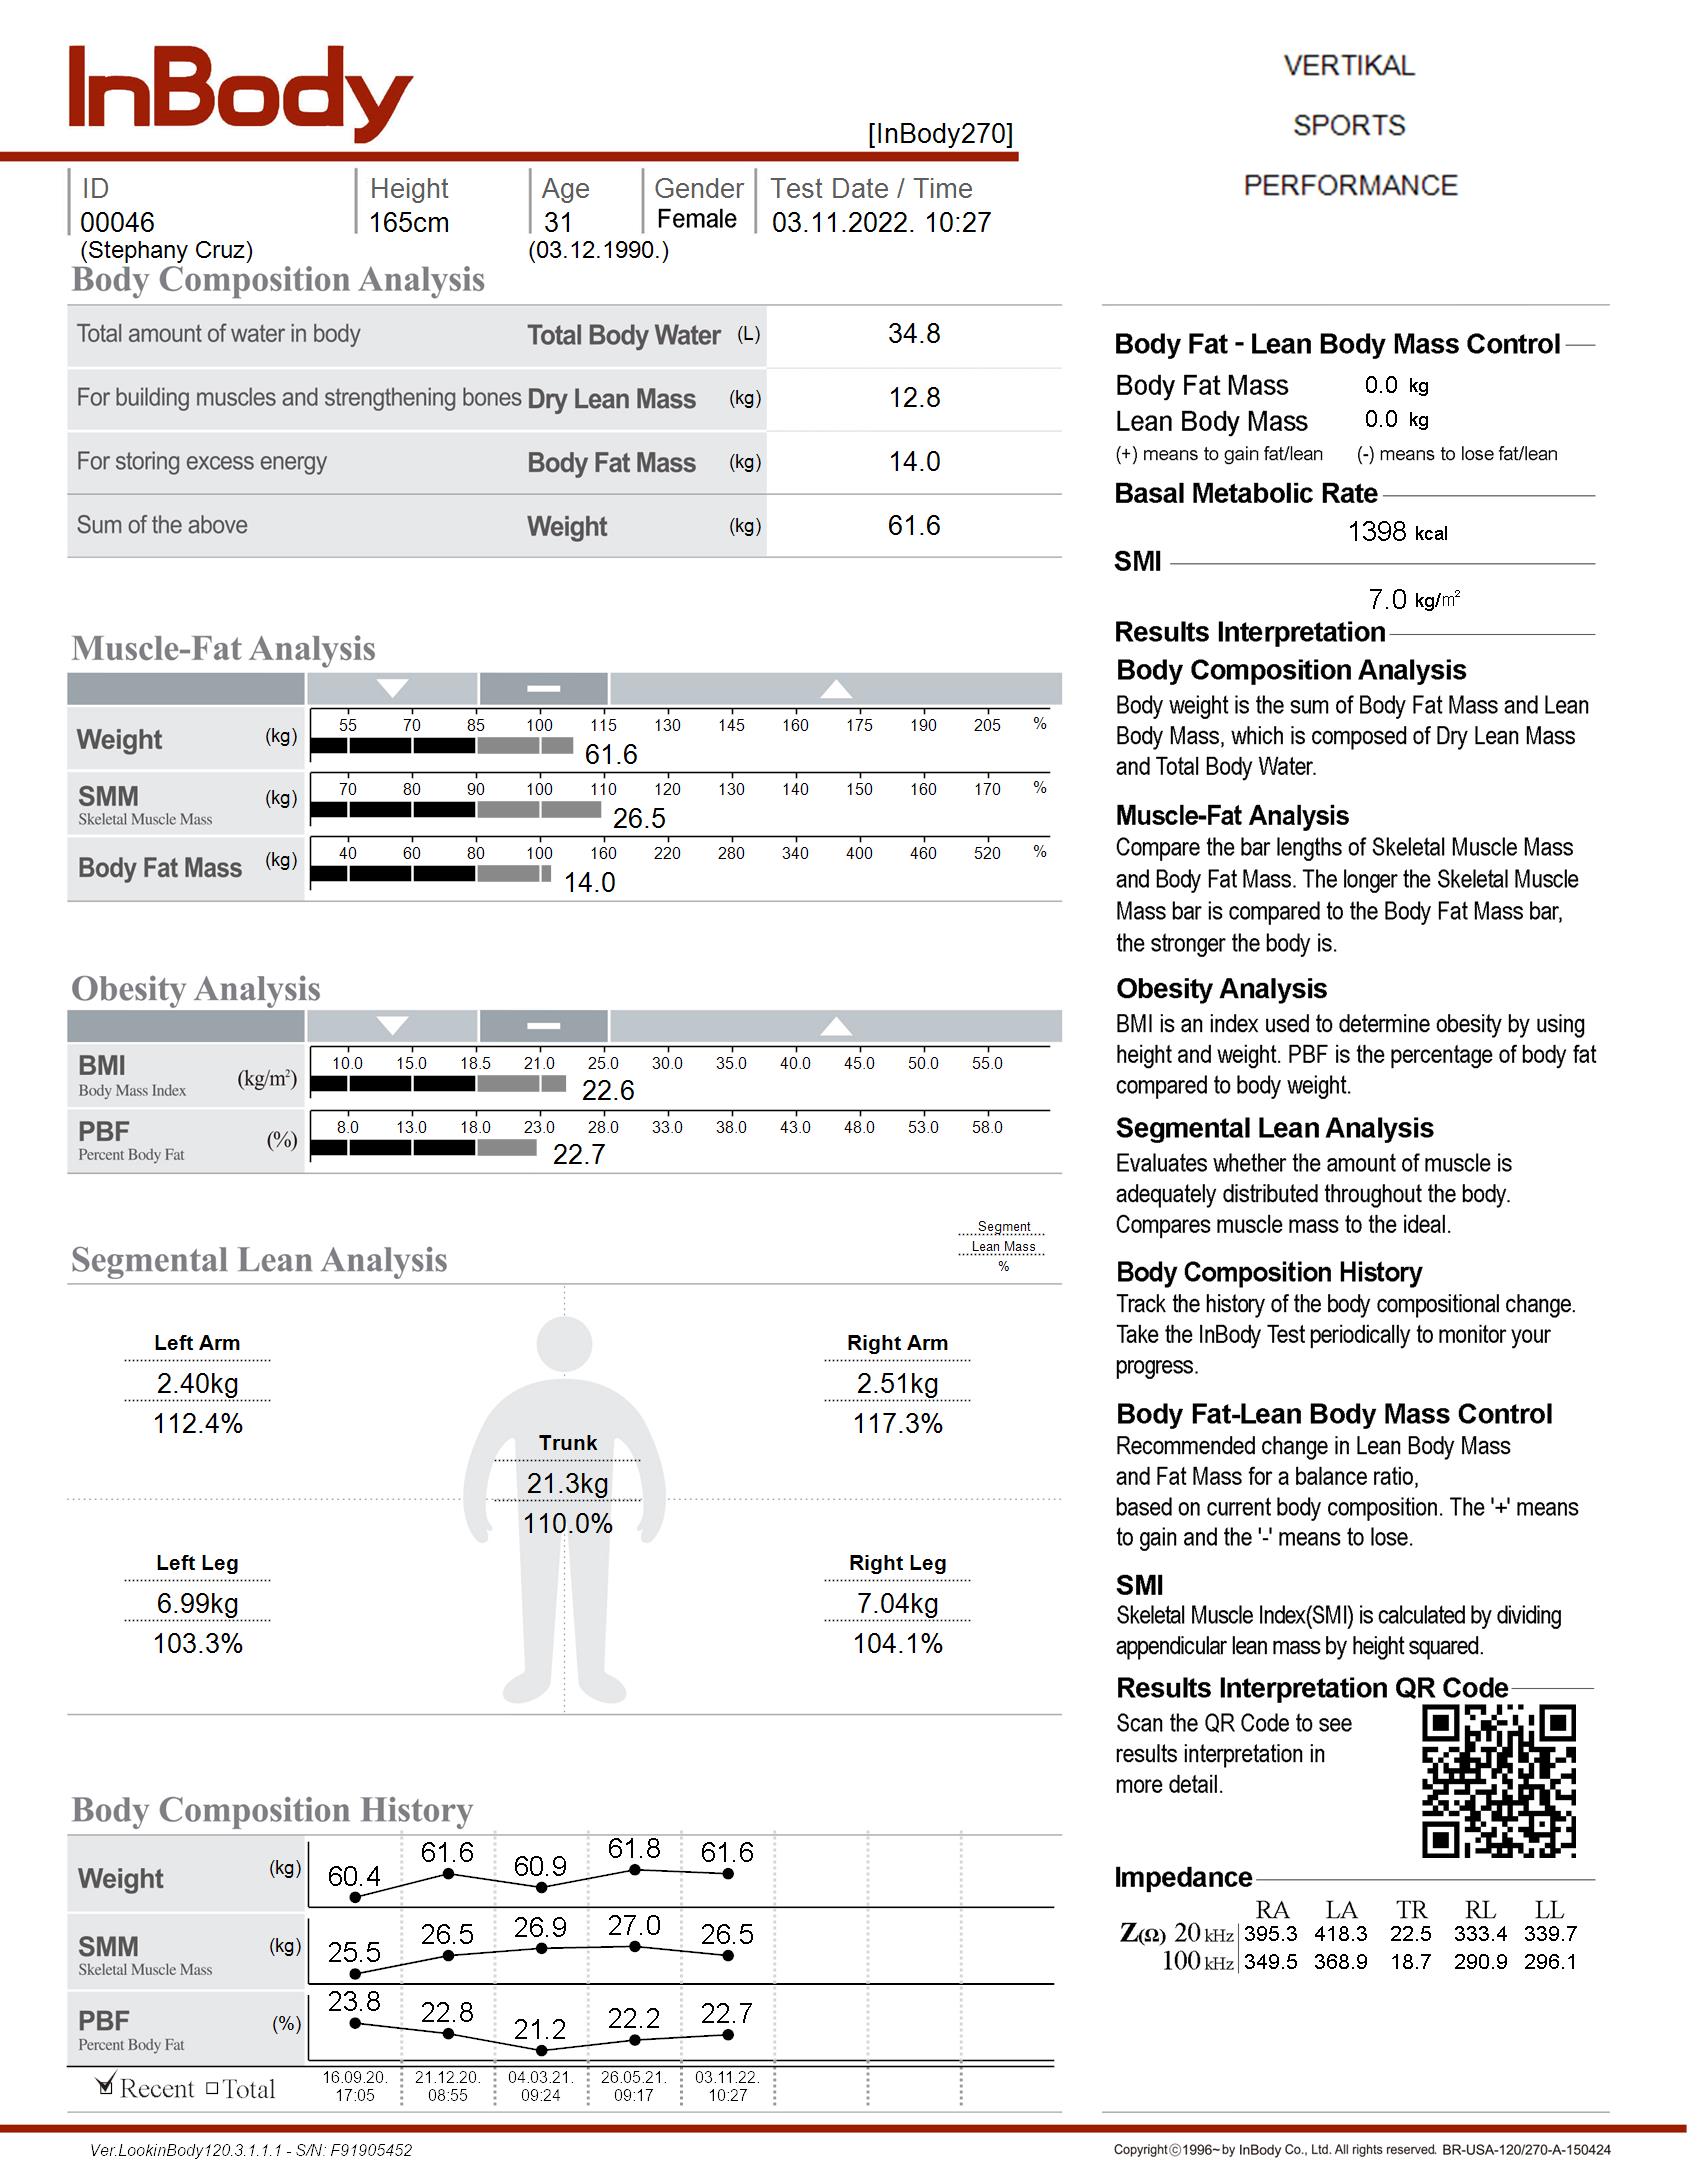 InBody
[InBody270]
VERTIKAL
SPORTS
PERFORMANCE
ID Height Age Gender Test Date / Time
00046 165cm 31 Female 03.11.2022. 10:27
(Stephany Cruz) (03.12.1990.)
Body Composition Analysis
Total amount of water in body Total Body Water (L) 34.8
For building muscles and strengthening bones Dry Lean Mass (kg) 12.8
For storing excess energy Body Fat Mass (kg) 14.0
Sum of the above Weight (kg) 61.6
Muscle-Fat Analysis
Weight (kg) 55 70 85 100 115 130 145 160 175 190 205 %
61.6
SMM (kg) 70 80 90 100 110 120 130 140 150 160 170 %
Skeletal Muscle Mass 26.5
Body Fat Mass (kg) 40 60 80 100 160 220 280 340 400 460 520 %
14.0
Obesity Analysis
BMI (kg/m²) 10.0 15.0 18.5 21.0 25.0 30.0 35.0 40.0 45.0 50.0 55.0
Body Mass Index 22.6
PBF (%) 8.0 13.0 18.0 23.0 28.0 33.0 38.0 43.0 48.0 53.0 58.0
Percent Body Fat 22.7
Segmental Lean Analysis
Segment
Lean Mass
%
Left Arm
2.40kg
112.4%
Right Arm
2.51kg
117.3%
Trunk
21.3kg
110.0%
Left Leg
6.99kg
103.3%
Right Leg
7.04kg
104.1%
Body Composition History
Weight (kg) 60.4 61.6 60.9 61.8 61.6
SMM (kg) 25.5 26.5 26.9 27.0 26.5
Skeletal Muscle Mass
PBF (%) 23.8 22.8 21.2 22.2 22.7
Percent Body Fat
Recent Total 16.09.20. 21.12.20. 04.03.21. 26.05.21. 03.11.22.
17:05 08:55 09:24 09:17 10:27
Body Fat - Lean Body Mass Control
Body Fat Mass 0.0 kg
Lean Body Mass 0.0 kg
(+) means to gain fat/lean (-) means to lose fat/lean
Basal Metabolic Rate
1398 kcal
SMI
7.0 kg/m²
Results Interpretation
Body Composition Analysis
Body weight is the sum of Body Fat Mass and Lean
Body Mass, which is composed of Dry Lean Mass
and Total Body Water.
Muscle-Fat Analysis
Compare the bar lengths of Skeletal Muscle Mass
and Body Fat Mass. The longer the Skeletal Muscle
Mass bar is compared to the Body Fat Mass bar,
the stronger the body is.
Obesity Analysis
BMI is an index used to determine obesity by using
height and weight. PBF is the percentage of body fat
compared to body weight.
Segmental Lean Analysis
Evaluates whether the amount of muscle is
adequately distributed throughout the body.
Compares muscle mass to the ideal.
Body Composition History
Track the history of the body compositional change.
Take the InBody Test periodically to monitor your
progress.
Body Fat-Lean Body Mass Control
Recommended change in Lean Body Mass
and Fat Mass for a balance ratio,
based on current body composition. The '+' means
to gain and the '-' means to lose.
SMI
Skeletal Muscle Index(SMI) is calculated by dividing
appendicular lean mass by height squared.
Results Interpretation QR Code
Scan the QR Code to see
results interpretation in
more detail.
Impedance
RA LA TR RL LL
Z(Ω) 20 kHz 395.3 418.3 22.5 333.4 339.7
100 kHz 349.5 368.9 18.7 290.9 296.1
Ver.LookinBody120.3.1.1.1 - S/N: F91905452
Copyrightⓒ1996~ by InBody Co., Ltd. All rights reserved. BR-USA-120/270-A-150424